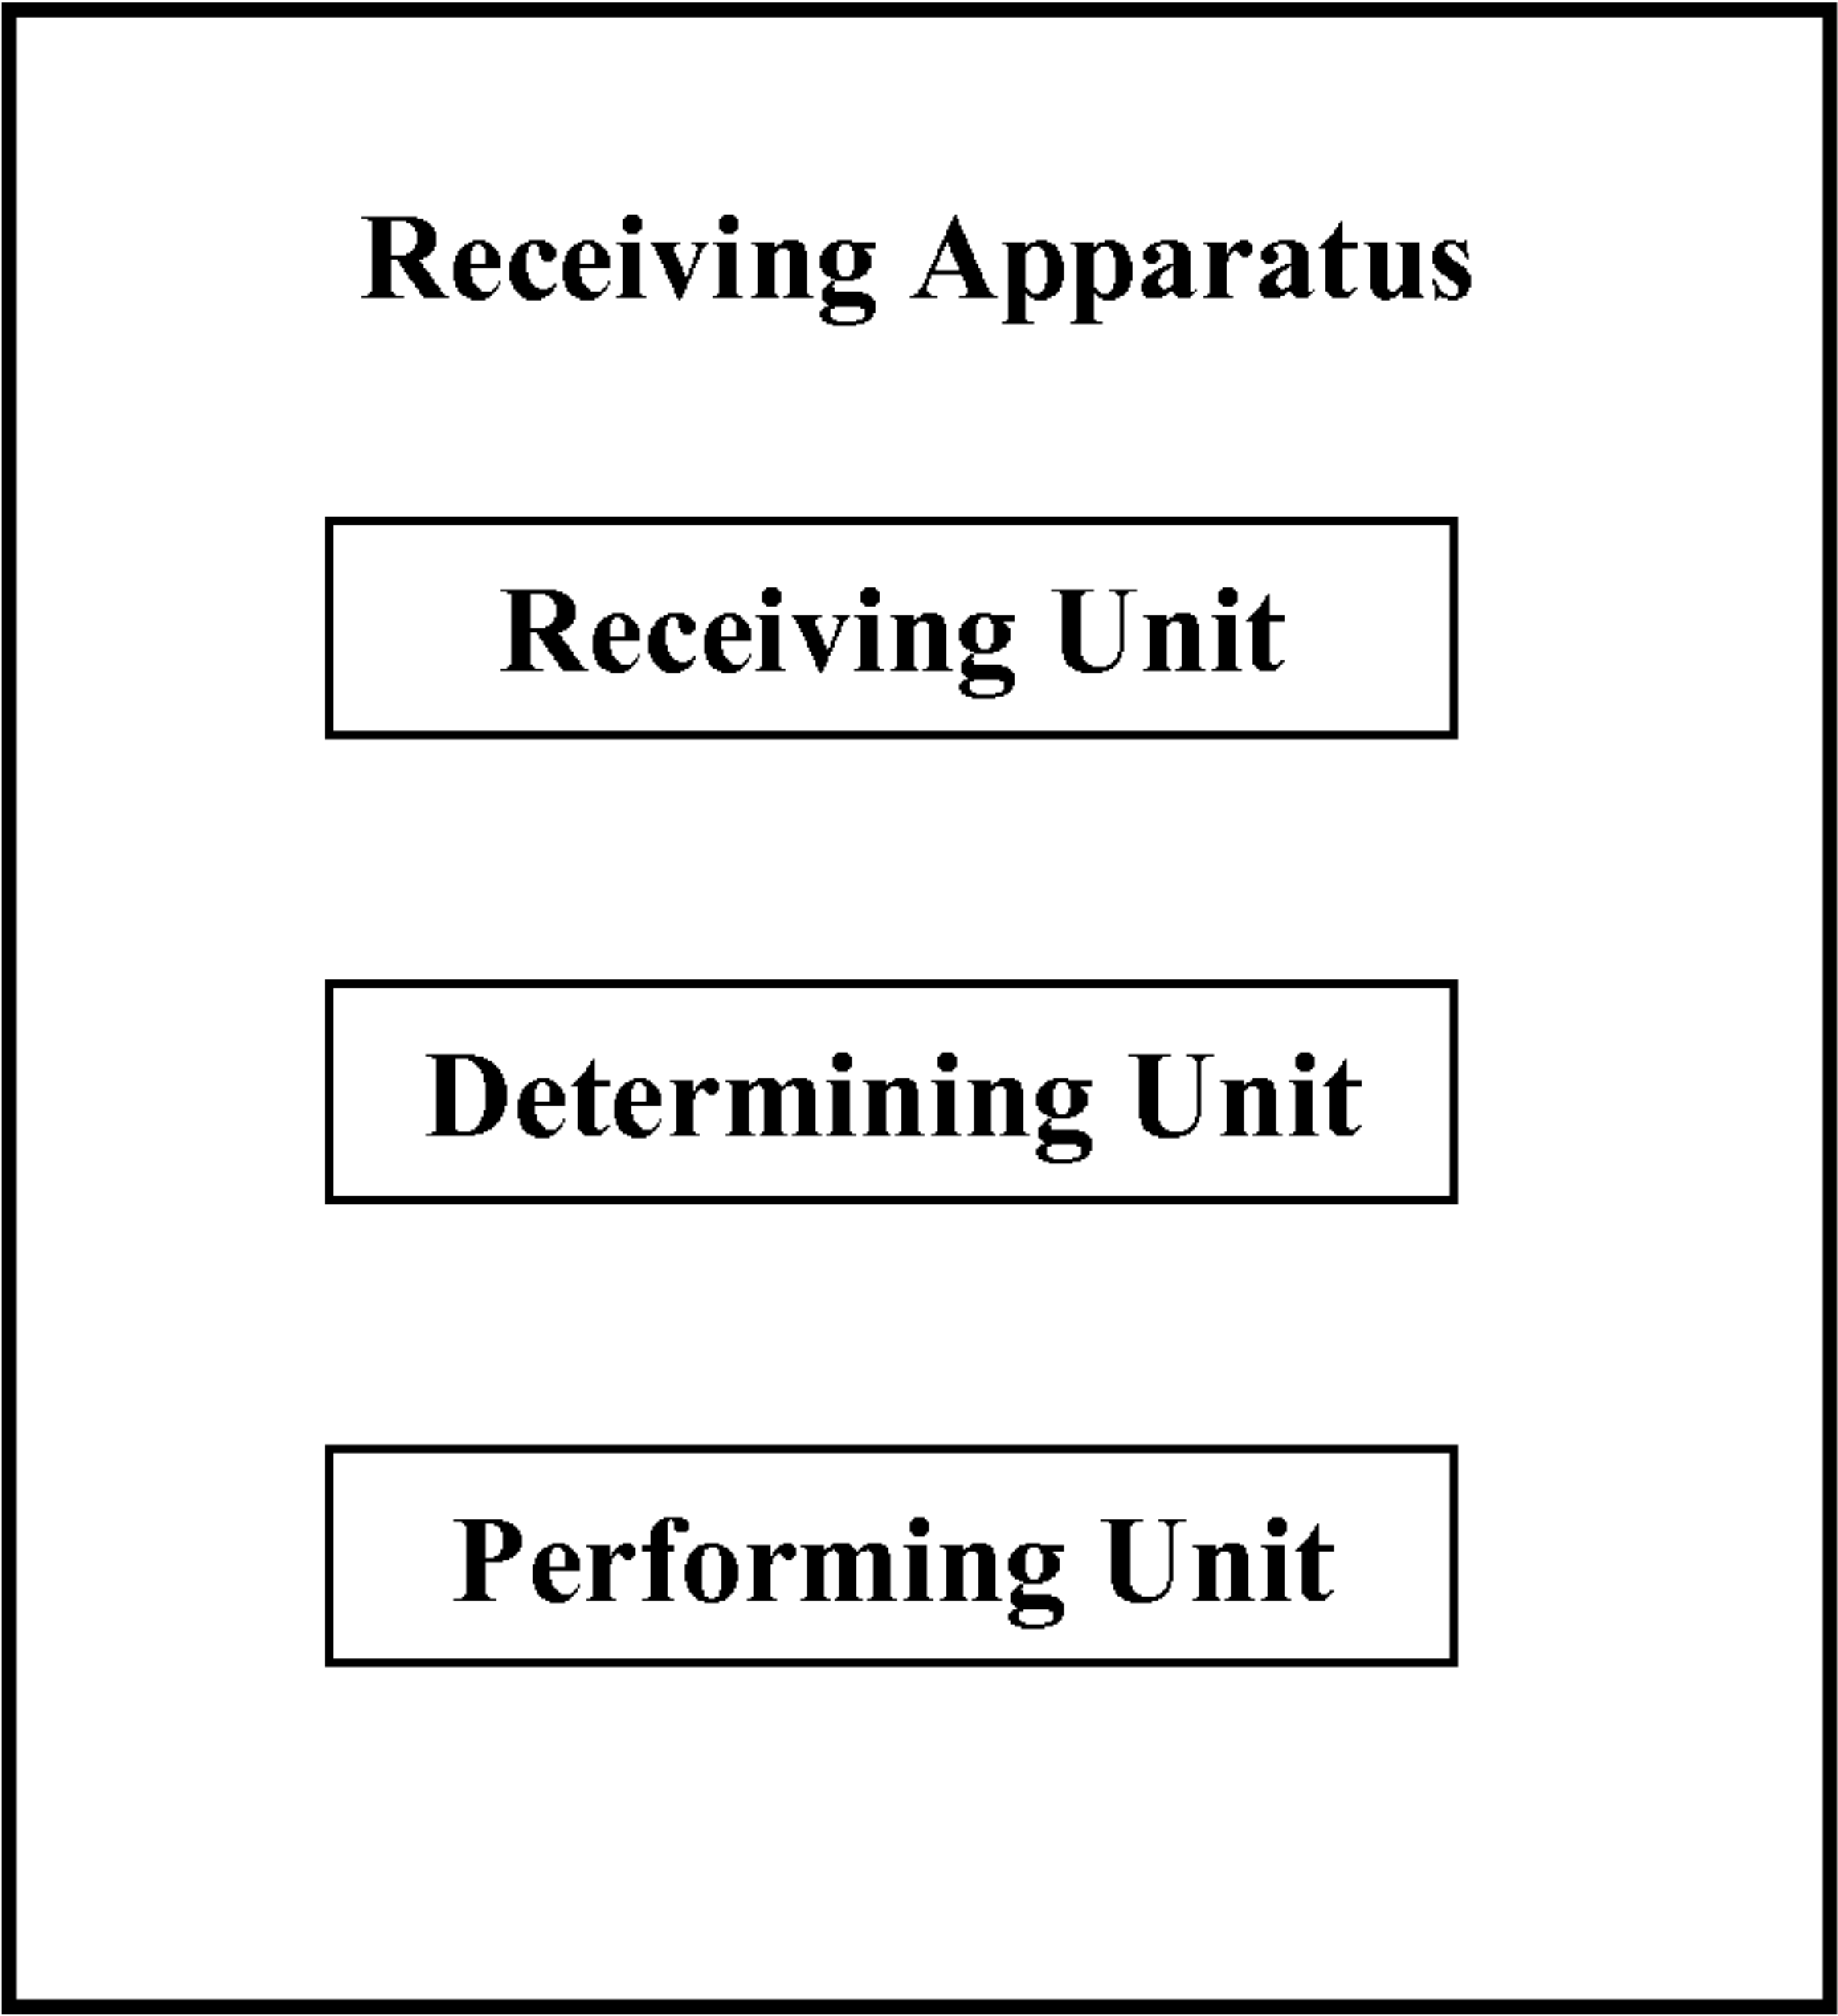 Receiving Apparatus
Receiving Unit
Determining Unit
Performing Unit